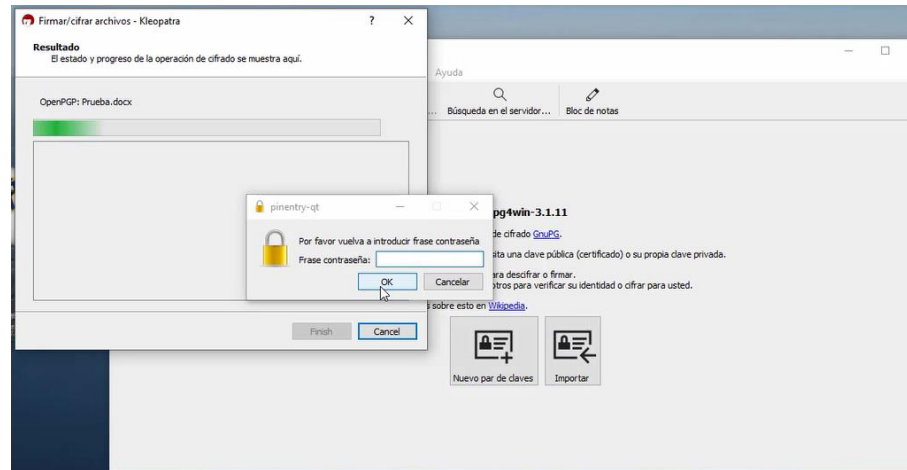 Firmar/cifrar archivos - Kleopatra
Resultado
El estado y progreso de la operación de cifrado se muestra aquí.
OpenPGP: Prueba.docx
Finish
Cancel
pinentry-qt
Por favor vuelva a introducir frase contraseña
Frase contraseña:
OK
Cancelar
Ayuda
... Búsqueda en el servidor...
Bloc de notas
pg4win-3.1.11
de cifrado GnuPG.
sita una clave pública (certificado) o su propia clave privada.
ara descifrar o firmar.
otros para verificar su identidad o cifrar para usted.
s sobre esto en Wikipedia.
Nuevo par de claves
Importar